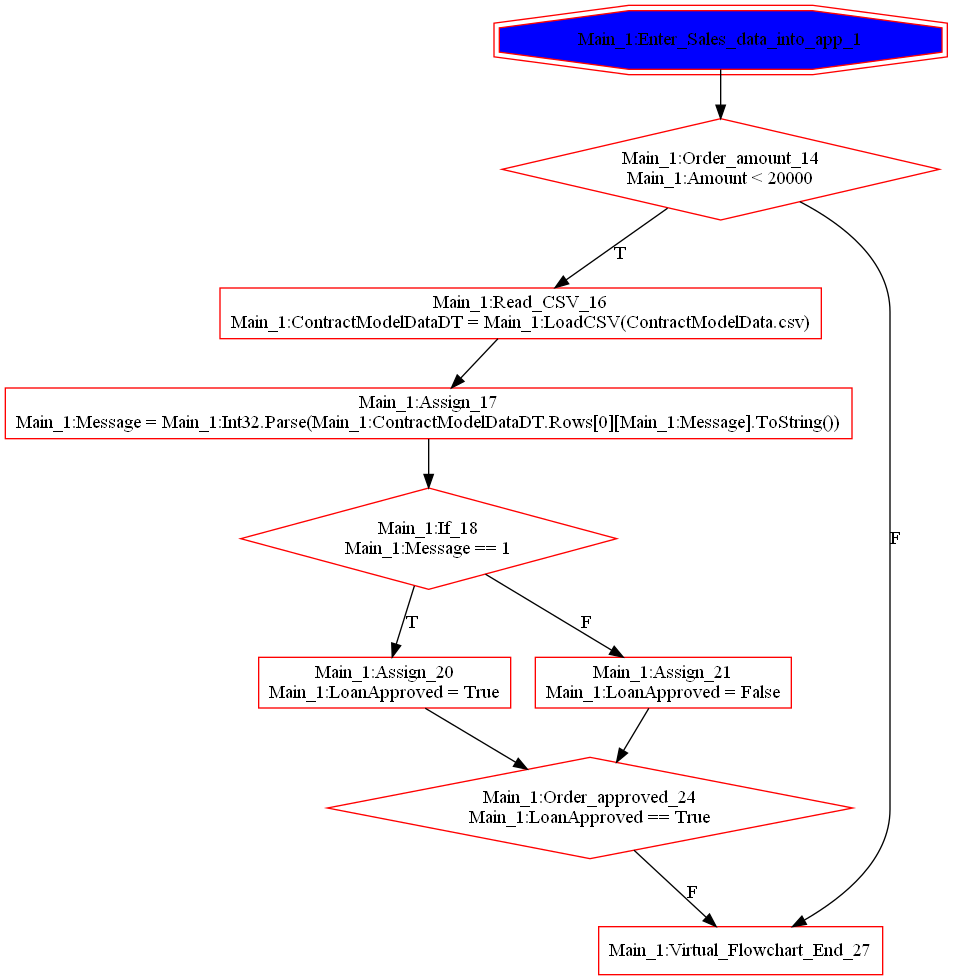 Main_1:Enter_Sales_data_into_app_1
Main_1:Order_amount_14
Main_1:Amount < 20000
T
Main_1:Read_CSV_16
Main_1:ContractModelDataDT = Main_1:LoadCSV(ContractModelData.csv)
Main_1:Assign_17
Main_1:Message = Main_1:Int32.Parse(Main_1:ContractModelDataDT.Rows[0][Main_1:Message].ToString())
Main_1:If_18
Main_1:Message == 1
F
T
F
Main_1:Assign_20
Main_1:LoanApproved = True
Main_1:Assign_21
Main_1:LoanApproved = False
Main_1:Order_approved_24
Main_1:LoanApproved == True
F
Main_1:Virtual_Flowchart_End_27